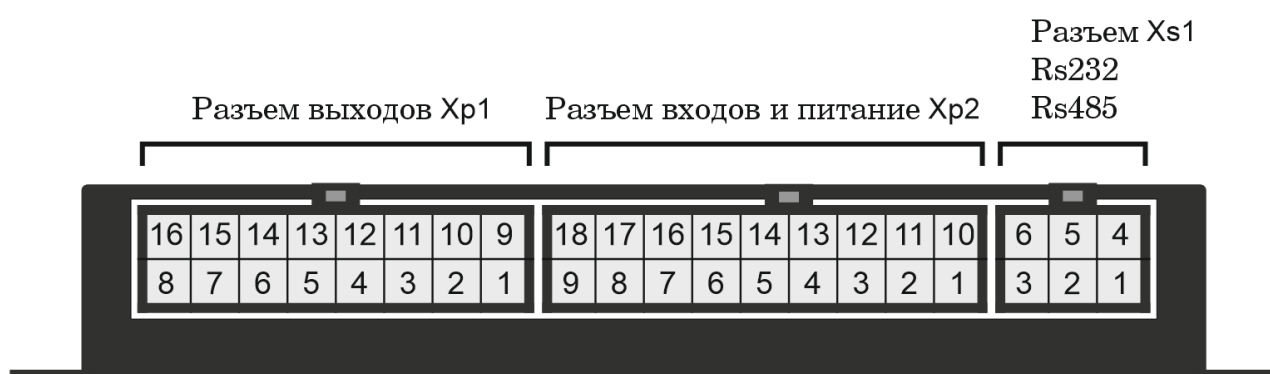 Разъем Xs1
Rs232
Rs485
Разъем выходов Xp1
Разъем входов и питание Xp2
16 15 14 13 12 11 10 9
8 7 6 5 4 3 2 1
18 17 16 15 14 13 12 11 10
9 8 7 6 5 4 3 2 1
6 5 4
3 2 1